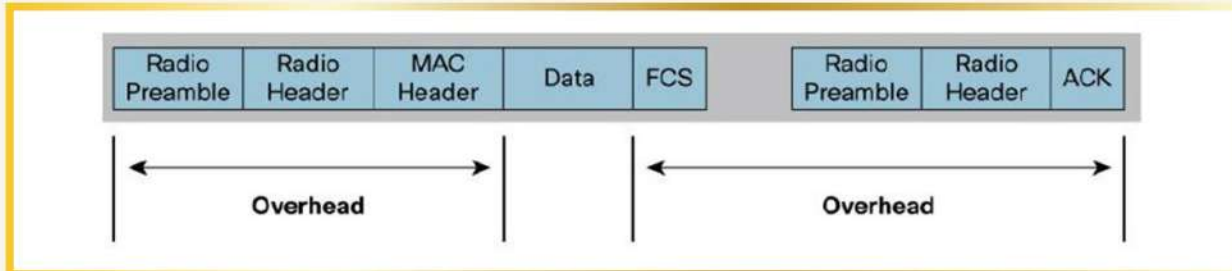 Radio Preamble
Radio Header
MAC Header
Data
FCS
Radio Preamble
Radio Header
ACK
Overhead
Overhead